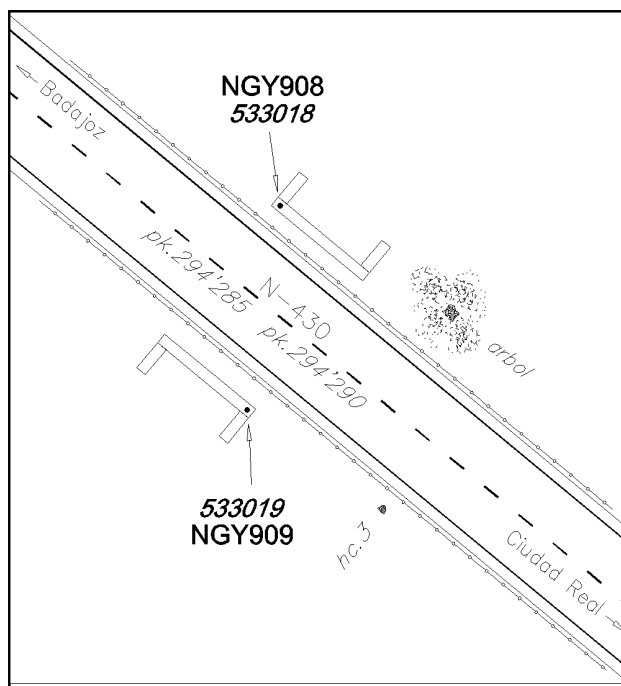 NGY908
533018
Badajoz
pk.294'285
N-430
pk.294'290
arbol
533019
NGY909
hc.3
Ciudad Real